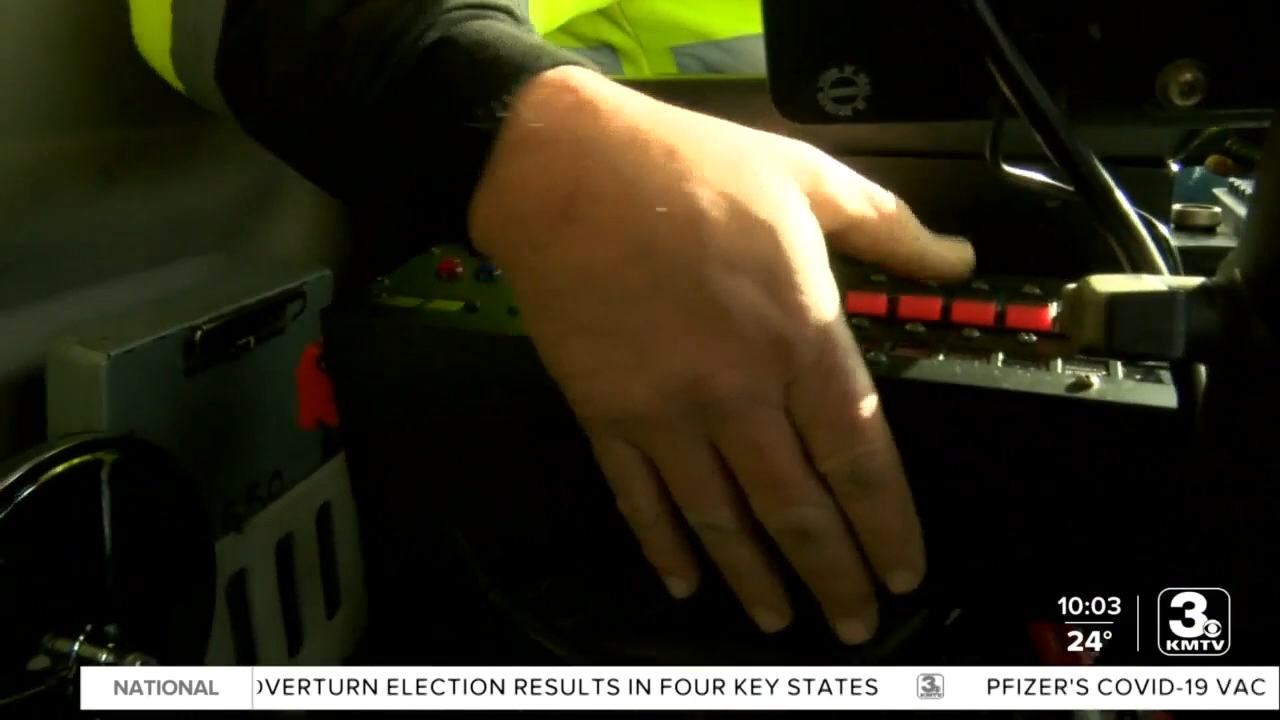 10:03
24°
3
KMTV
NATIONAL
OVERTURN ELECTION RESULTS IN FOUR KEY STATES
PFIZER'S COVID-19 VAC